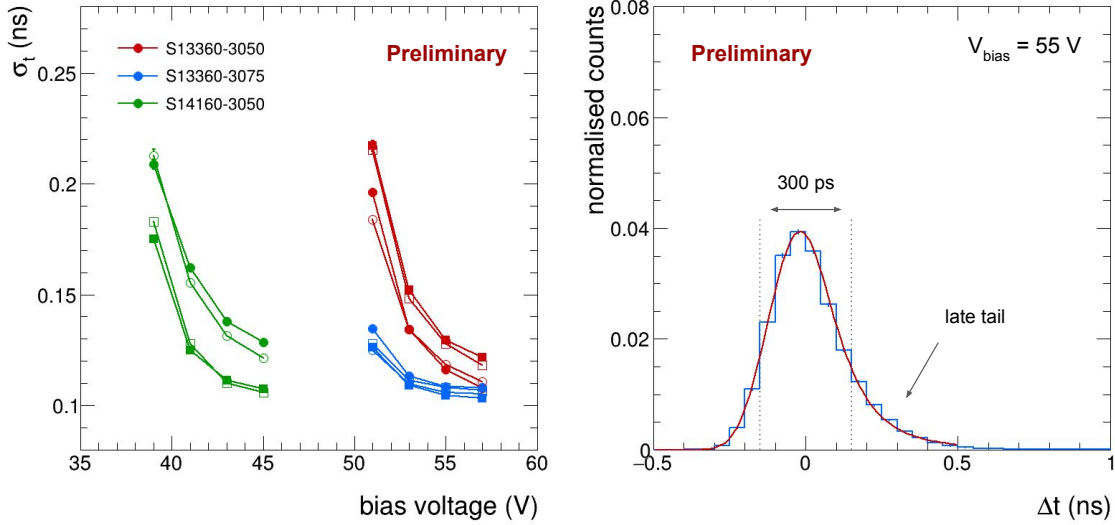 σt (ns)
0.25
0.2
0.15
0.1
S13360-3050
S13360-3075
S14160-3050
Preliminary
35
40
45
50
55
60
bias voltage (V)
normalised counts
0.08
0.06
0.04
0.02
0
Preliminary
Vbias = 55 V
300 ps
late tail
−0.5
0
0.5
1
Δt (ns)